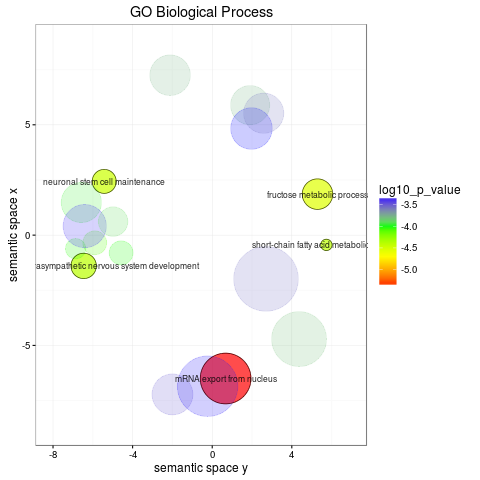 GO Biological Process
semantic space x
5
0
-5
neuronal stem cell maintenance
fructose metabolic process
short-chain fatty acid metabolic
asympathetic nervous system development
mRNA export from nucleus
-8
-4
0
4
semantic space y
log10_p_value
-3.5
-4.0
-4.5
-5.0